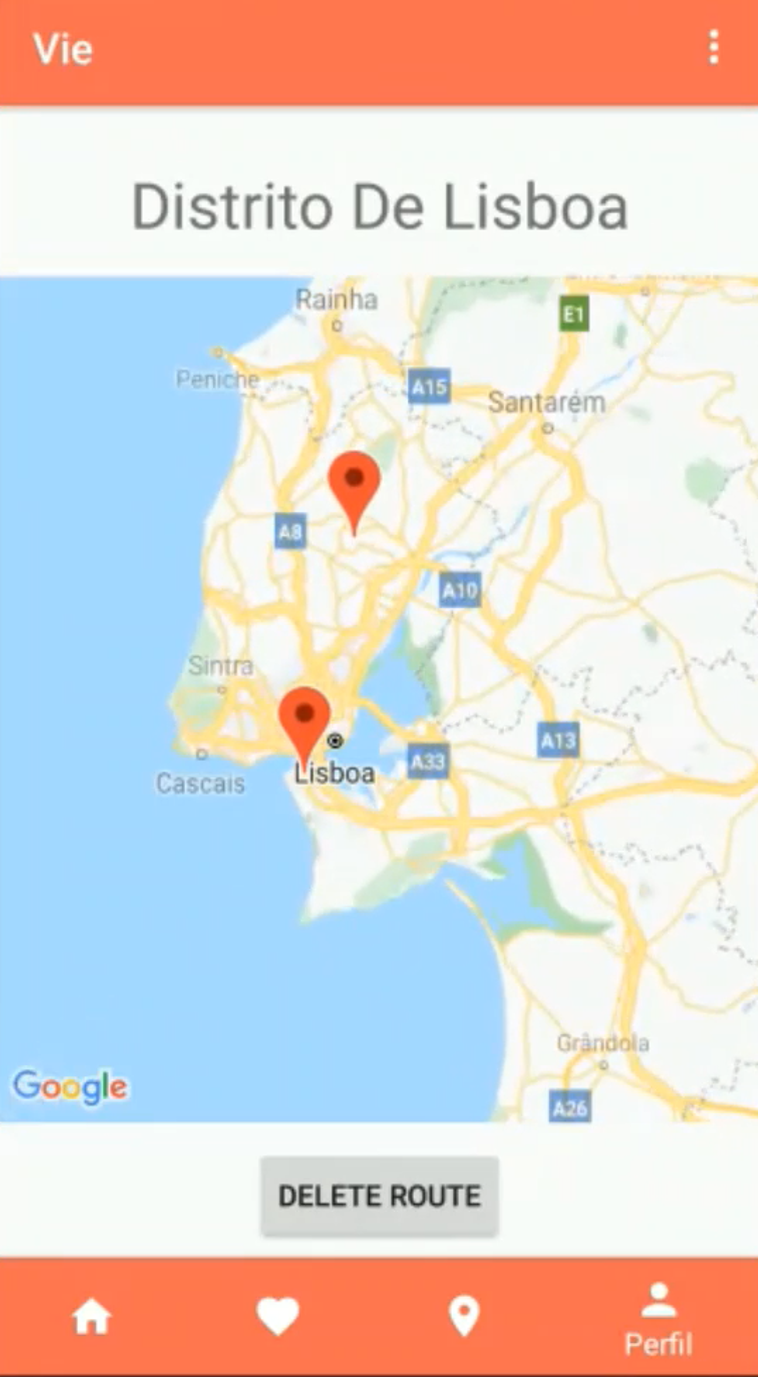 Vie
Distrito De Lisboa
Rainha
E1
Peniche
A15
Santarém
A8
A10
Sintra
A13
A33
Lisboa
Cascais
Grândola
Google
A26
DELETE ROUTE
Perfil